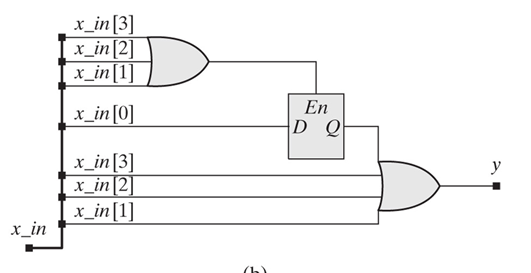 x_in[3]
x_in[2]
x_in[1]
x_in[0]
En
D Q
x_in[3]
x_in[2]
x_in[1]
y
x_in
(b)